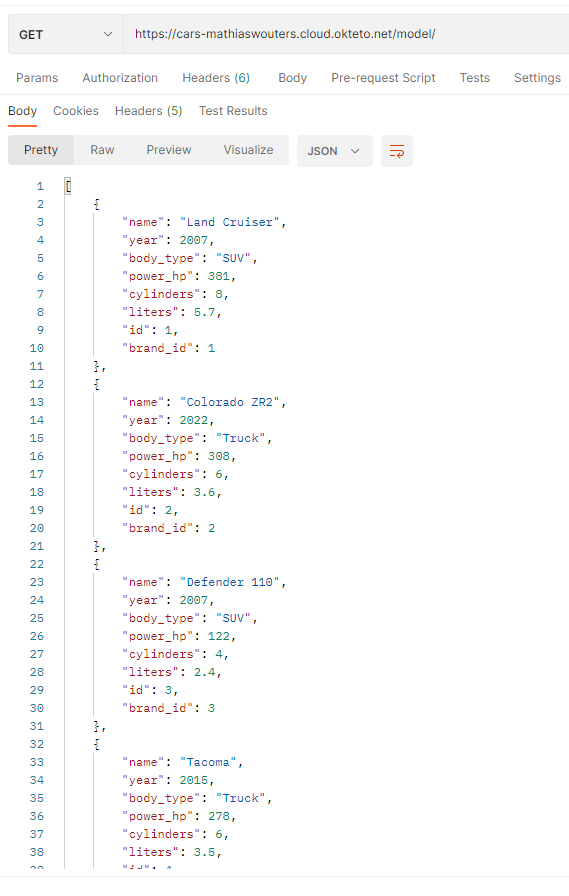 GET https://cars-mathiaswouters.cloud.okteto.net/model/
Params Authorization Headers (6) Body Pre-request Script Tests Settings
Body Cookies Headers (5) Test Results
Pretty Raw Preview Visualize JSON
1 [
2 {
3 "name": "Land Cruiser",
4 "year": 2007,
5 "body_type": "SUV",
6 "power_hp": 381,
7 "cylinders": 8,
8 "liters": 5.7,
9 "id": 1,
10 "brand_id": 1
11 },
12 {
13 "name": "Colorado ZR2",
14 "year": 2022,
15 "body_type": "Truck",
16 "power_hp": 308,
17 "cylinders": 6,
18 "liters": 3.6,
19 "id": 2,
20 "brand_id": 2
21 },
22 {
23 "name": "Defender 110",
24 "year": 2007,
25 "body_type": "SUV",
26 "power_hp": 122,
27 "cylinders": 4,
28 "liters": 2.4,
29 "id": 3,
30 "brand_id": 3
31 },
32 {
33 "name": "Tacoma",
34 "year": 2015,
35 "body_type": "Truck",
36 "power_hp": 278,
37 "cylinders": 6,
38 "liters": 3.5,